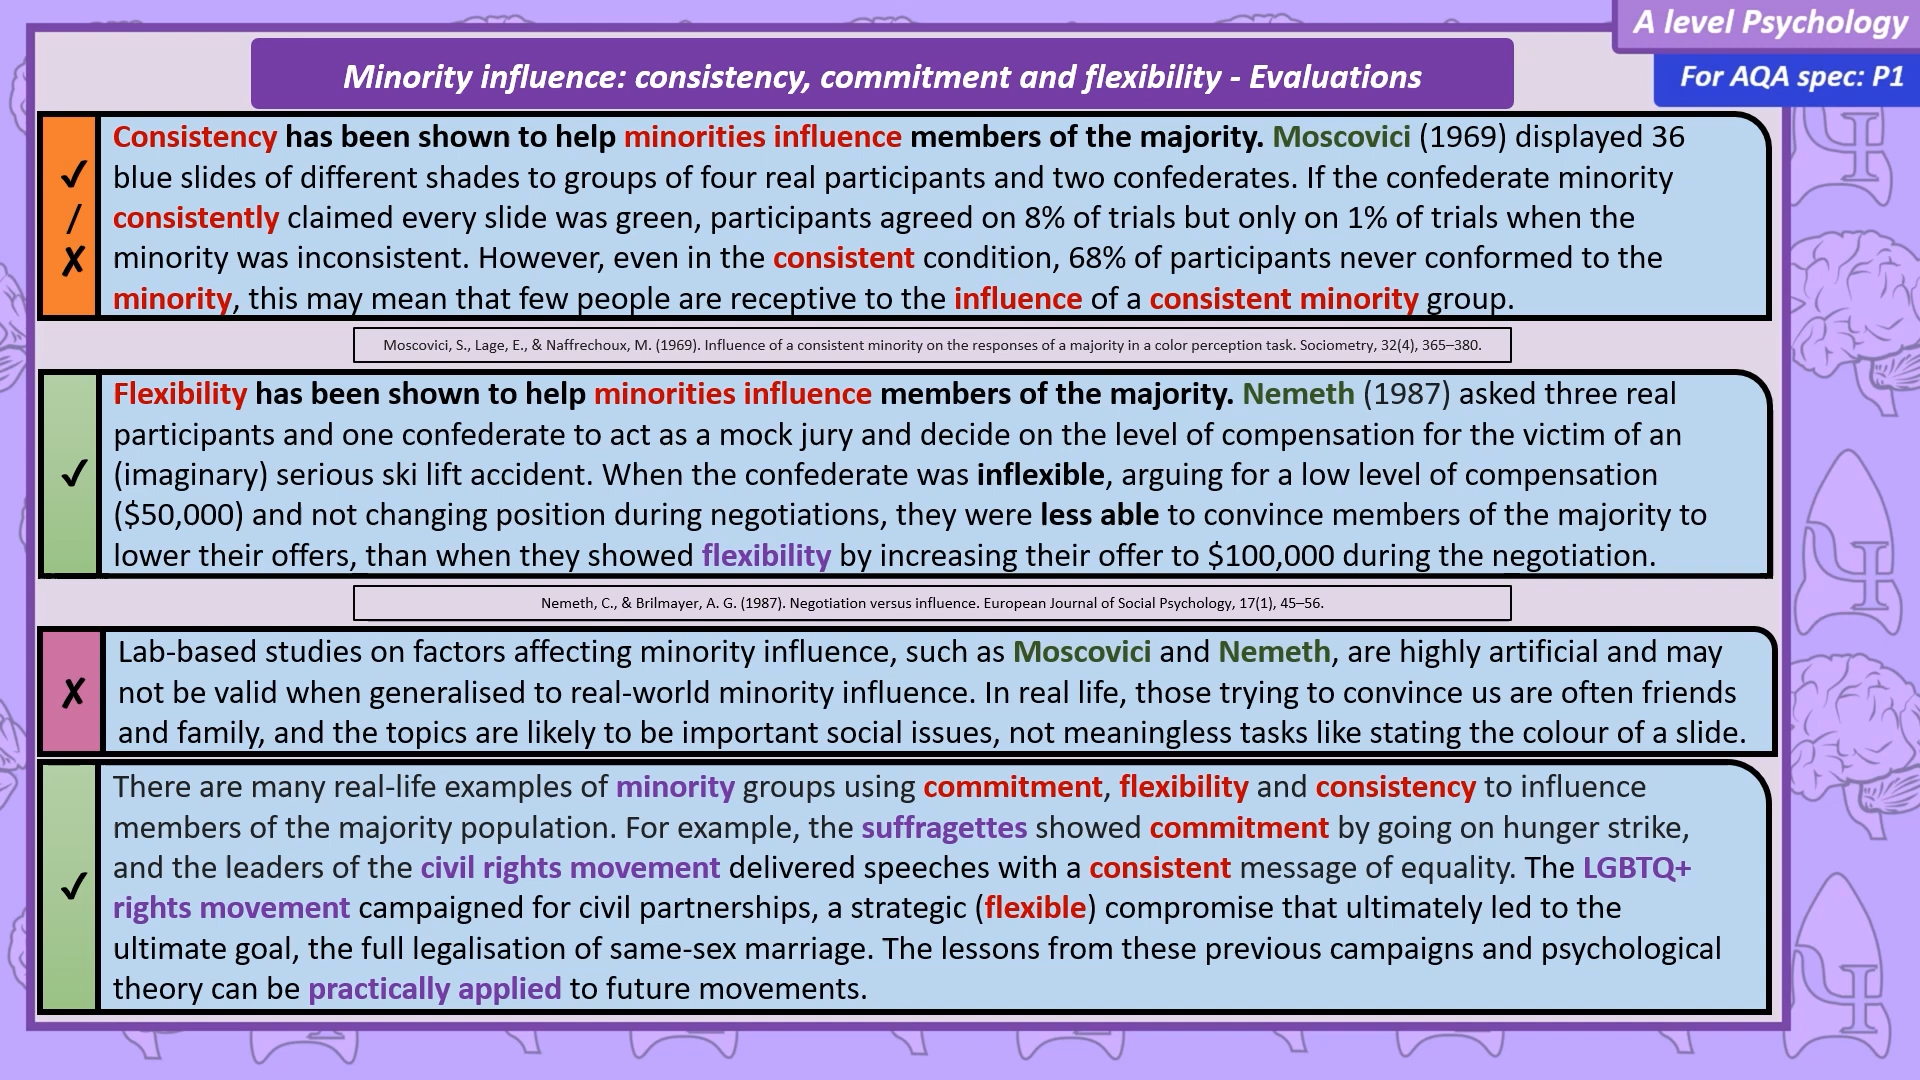 A level Psychology
For AQA spec: P1
Minority influence: consistency, commitment and flexibility - Evaluations
✓
/
✗
Consistency has been shown to help minorities influence members of the majority. Moscovici (1969) displayed 36
blue slides of different shades to groups of four real participants and two confederates. If the confederate minority
consistently claimed every slide was green, participants agreed on 8% of trials but only on 1% of trials when the
minority was inconsistent. However, even in the consistent condition, 68% of participants never conformed to the
minority, this may mean that few people are receptive to the influence of a consistent minority group.
Moscovici, S., Lage, E., & Naffrechoux, M. (1969). Influence of a consistent minority on the responses of a majority in a color perception task. Sociometry, 32(4), 365–380.
✓
Flexibility has been shown to help minorities influence members of the majority. Nemeth (1987) asked three real
participants and one confederate to act as a mock jury and decide on the level of compensation for the victim of an
(imaginary) serious ski lift accident. When the confederate was inflexible, arguing for a low level of compensation
($50,000) and not changing position during negotiations, they were less able to convince members of the majority to
lower their offers, than when they showed flexibility by increasing their offer to $100,000 during the negotiation.
Nemeth, C., & Brilmayer, A. G. (1987). Negotiation versus influence. European Journal of Social Psychology, 17(1), 45–56.
✗
Lab-based studies on factors affecting minority influence, such as Moscovici and Nemeth, are highly artificial and may
not be valid when generalised to real-world minority influence. In real life, those trying to convince us are often friends
and family, and the topics are likely to be important social issues, not meaningless tasks like stating the colour of a slide.
✓
There are many real-life examples of minority groups using commitment, flexibility and consistency to influence
members of the majority population. For example, the suffragettes showed commitment by going on hunger strike,
and the leaders of the civil rights movement delivered speeches with a consistent message of equality. The LGBTQ+
rights movement campaigned for civil partnerships, a strategic (flexible) compromise that ultimately led to the
ultimate goal, the full legalisation of same-sex marriage. The lessons from these previous campaigns and psychological
theory can be practically applied to future movements.